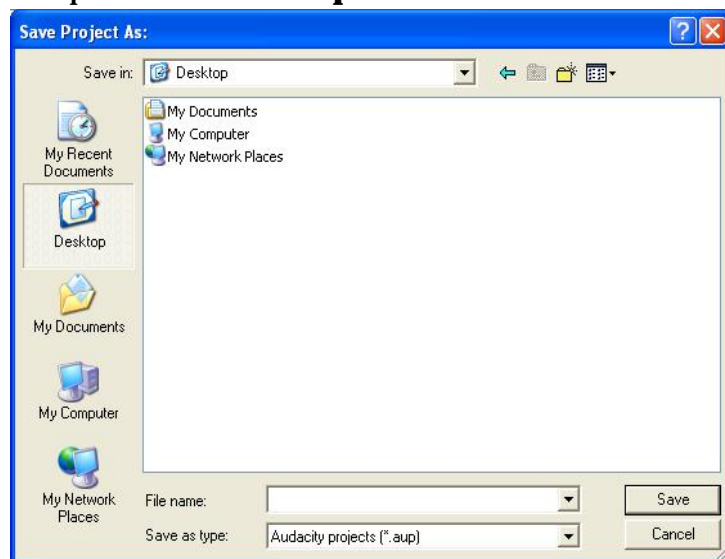 Save Project As:
Save in: Desktop
My Documents
My Computer
My Network Places
My Recent
Documents
Desktop
My Documents
My Computer
My Network
Places
File name:
Save
Save as type: Audacity projects (*.aup)
Cancel